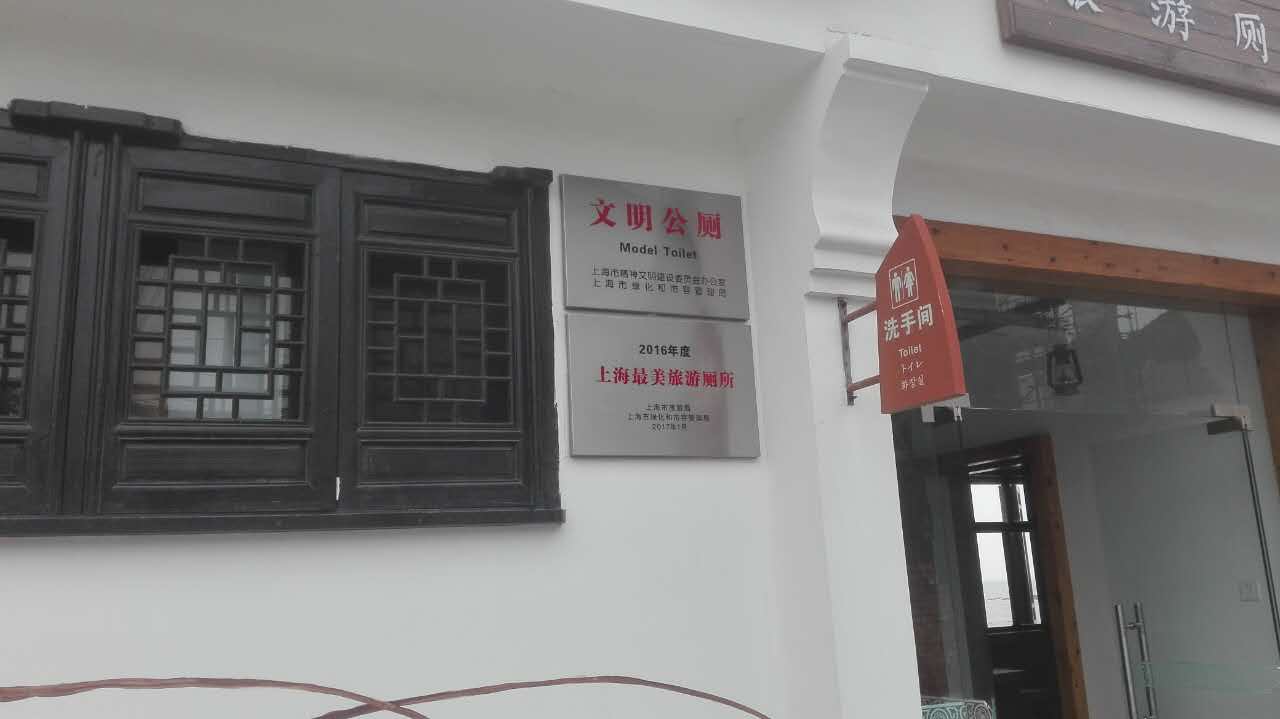 游厕
文明公厕
Model Toilet
上海市精神文明建设委员会办公室
上海市绿化和市容管理局
2016年度
上海最美旅游厕所
上海市旅游局
上海市绿化和市容管理局
2017年1月
洗手间
Toilet
トイレ
화장실